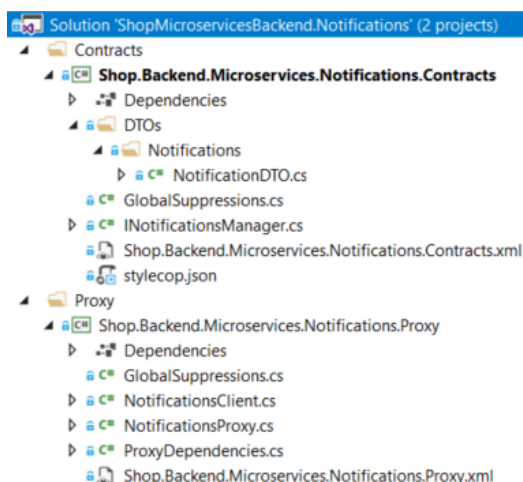 Solution 'ShopMicroservicesBackend.Notifications' (2 projects)
Contracts
C# Shop.Backend.Microservices.Notifications.Contracts
Dependencies
DTOs
Notifications
C# NotificationDTO.cs
C# GlobalSuppressions.cs
C# INotificationsManager.cs
Shop.Backend.Microservices.Notifications.Contracts.xml
stylecop.json
Proxy
C# Shop.Backend.Microservices.Notifications.Proxy
Dependencies
C# GlobalSuppressions.cs
C# NotificationsClient.cs
C# NotificationsProxy.cs
C# ProxyDependencies.cs
Shop.Backend.Microservices.Notifications.Proxy.xml